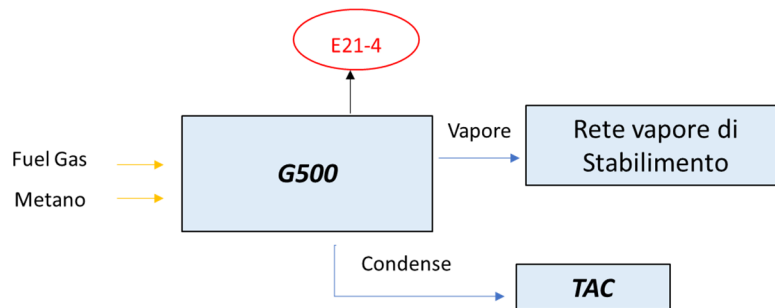 E21-4
Vapore
Rete vapore di
Stabilimento
Fuel Gas
G500
Metano
Condense
TAC